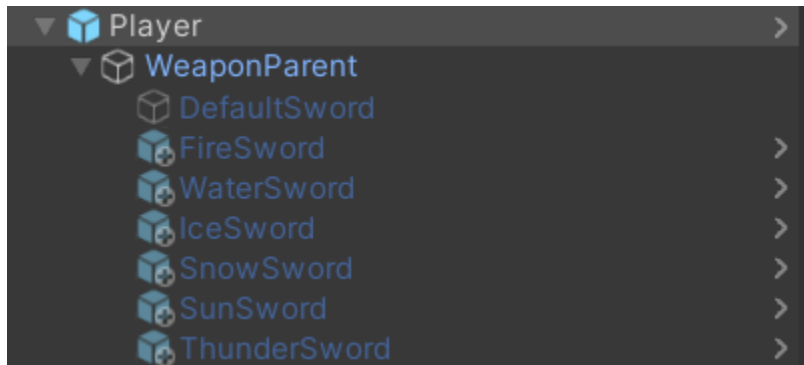 Player
WeaponParent
DefaultSword
FireSword
WaterSword
IceSword
SnowSword
SunSword
ThunderSword